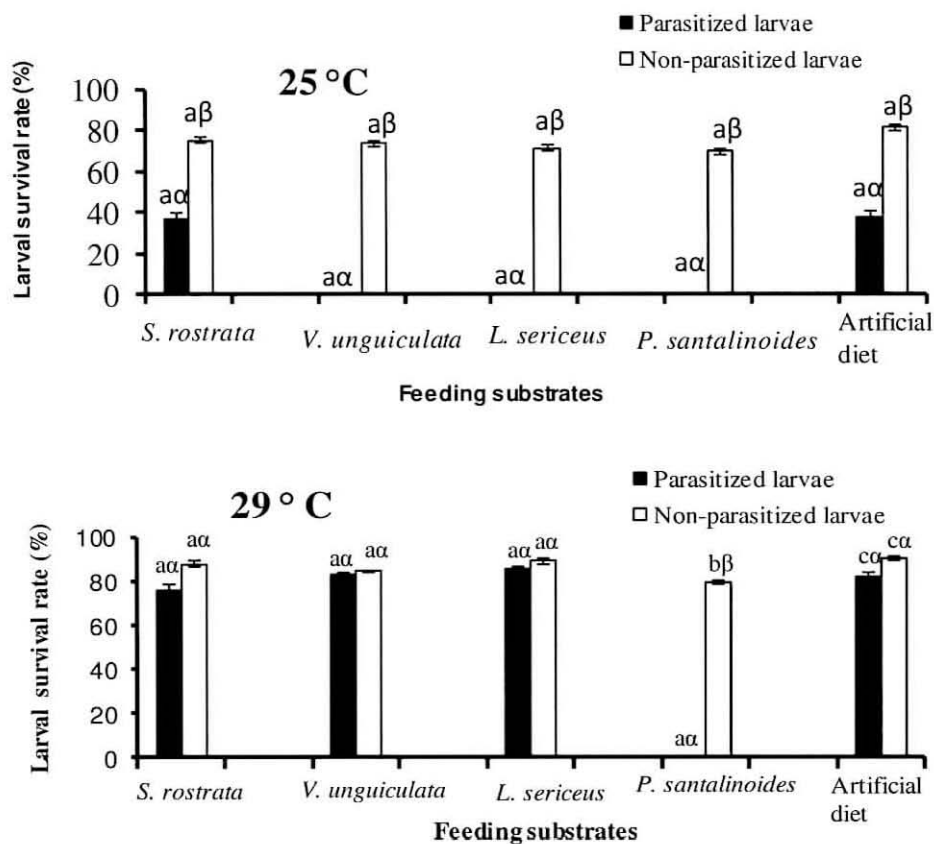 ■ Parasitized larvae
□ Non-parasitized larvae
25 °C
Larval survival rate (%)
100
80
60
40
20
0
aα
aβ
aα
aβ
aα
aβ
aα
aβ
aα
aβ
S. rostrata
V. unguiculata
L. sericeus
P. santalinoides
Artificial
diet
Feeding substrates
■ Parasitized larvae
□ Non-parasitized larvae
29 ° C
Larval survival rate (%)
100
80
60
40
20
0
aα
aα
aα
aα
aα
aα
aα
bβ
cα
cα
S. rostrata
V. unguiculata
L. sericeus
P. santalinoides
Artificial
diet
Feeding substrates